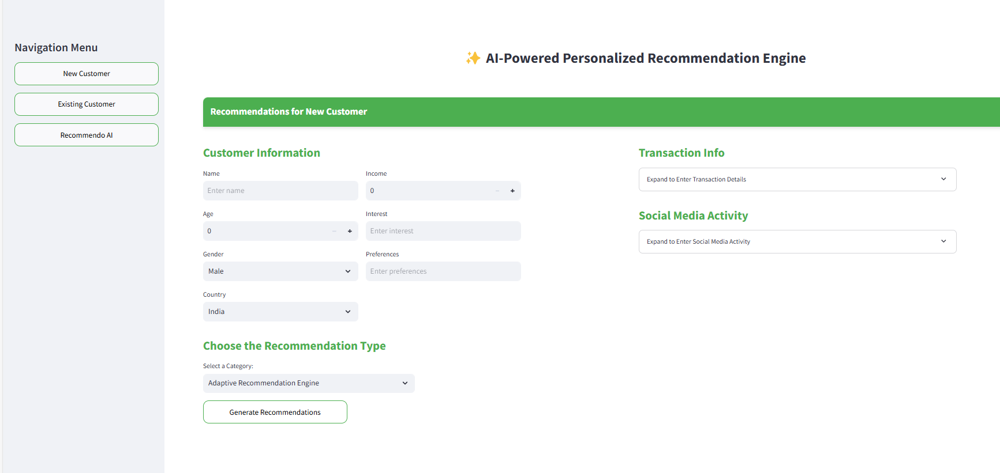 Navigation Menu
New Customer
Existing Customer
Recommendo AI
✨ AI-Powered Personalized Recommendation Engine
Recommendations for New Customer
Customer Information
Name
Enter name
Income
0
Age
0
Interest
Enter interest
Gender
Male
Preferences
Enter preferences
Country
India
Choose the Recommendation Type
Select a Category:
Adaptive Recommendation Engine
Generate Recommendations
Transaction Info
Expand to Enter Transaction Details
Social Media Activity
Expand to Enter Social Media Activity